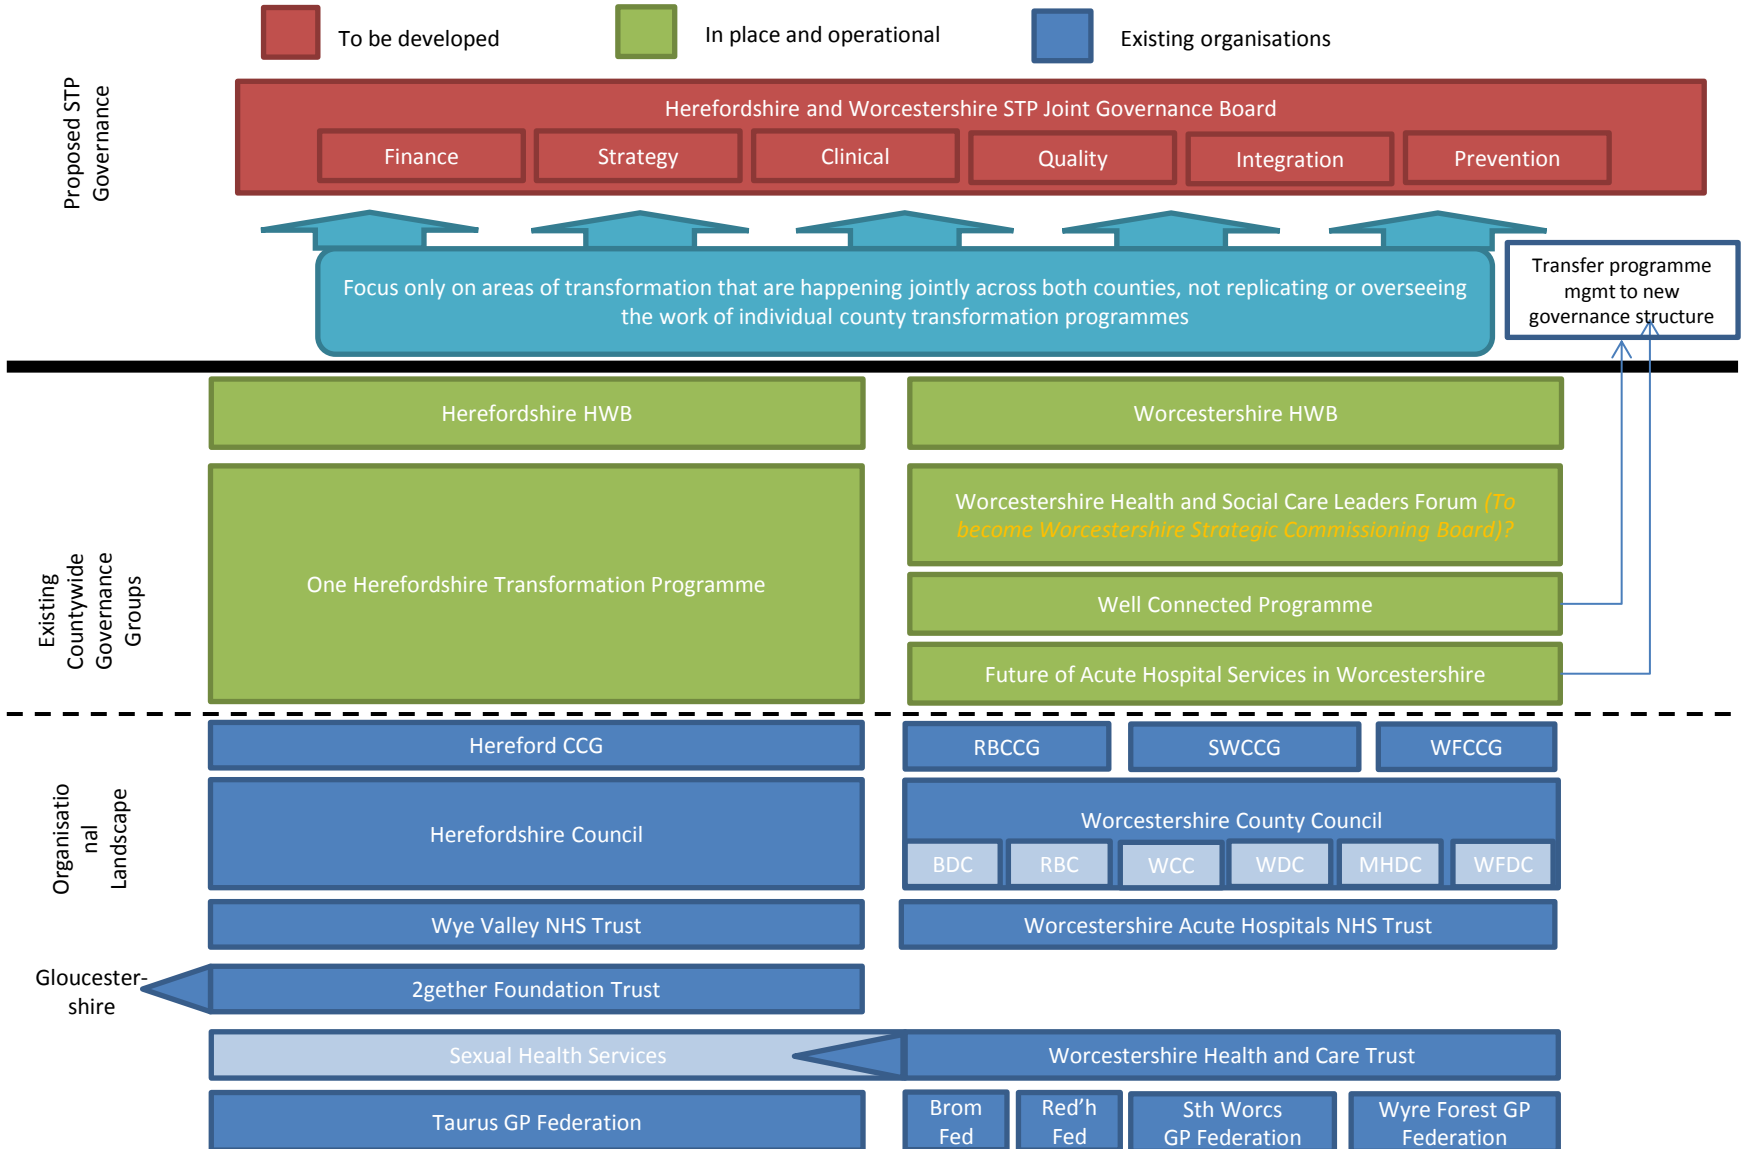 To be developed
In place and operational
Existing organisations
Proposed STP
Governance
Herefordshire and Worcestershire STP Joint Governance Board
Finance
Strategy
Clinical
Quality
Integration
Prevention
Focus only on areas of transformation that are happening jointly across both counties, not replicating or overseeing
the work of individual county transformation programmes
Transfer programme
mgmt to new
governance structure
Existing
Countywide
Governance
Groups
Herefordshire HWB
Worcestershire HWB
One Herefordshire Transformation Programme
Worcestershire Health and Social Care Leaders Forum (To
become Worcestershire Strategic Commissioning Board)?
Well Connected Programme
Future of Acute Hospital Services in Worcestershire
Organisatio
nal
Landscape
Hereford CCG
RBCCG
SWCCG
WFCCG
Herefordshire Council
Worcestershire County Council
BDC
RBC
WCC
WDC
MHDC
WFDC
Wye Valley NHS Trust
Worcestershire Acute Hospitals NHS Trust
Gloucester-
shire
2gether Foundation Trust
Sexual Health Services
Worcestershire Health and Care Trust
Taurus GP Federation
Brom
Fed
Red'h
Fed
Sth Worcs
GP Federation
Wyre Forest GP
Federation